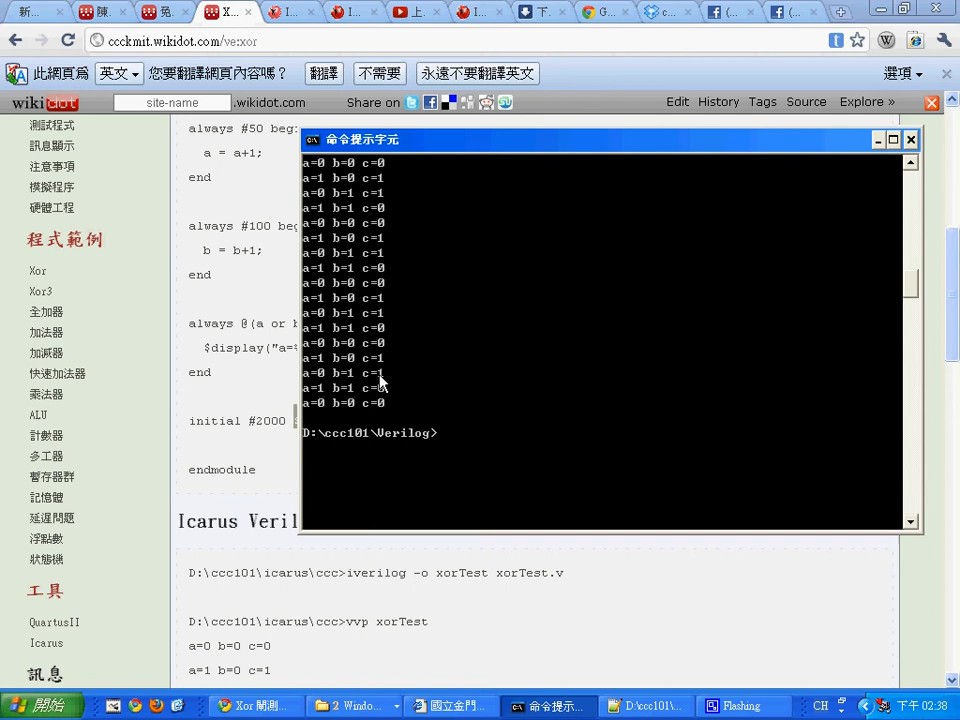 新...
陳.
兔.
X...
I...
I...
上.
I...
下.
G...
c...
(...
(...
ccckmit.wikidot.com/ve:xor
此網頁為 英文 您要翻譯網頁內容嗎？ 翻譯 不需要 永遠不要翻譯英文 選項
wikidot site-name .wikidot.com Share on Edit History Tags Source Explore »
測試程式
訊息顯示
注意事項
模擬程序
硬體工程
程式範例
Xor
Xor3
全加器
加法器
加減器
快速加法器
乘法器
ALU
計數器
多工器
暫存器群
記憶體
延遲問題
浮點數
狀態機
工具
QuartusII
Icarus
訊息
always #50 beg
a = a+1;
end
always #100 beg
b = b+1;
end
always @(a or b
$display("a=%
end
initial #2000
endmodule
Icarus Veril
D:\ccc101\icarus\ccc>iverilog -o xorTest xorTest.v
D:\ccc101\icarus\ccc>vvp xorTest
a=0 b=0 c=0
a=1 b=0 c=1
命令提示字元
a=0 b=0 c=0
a=1 b=0 c=1
a=0 b=1 c=1
a=1 b=1 c=0
a=0 b=0 c=0
a=1 b=0 c=1
a=0 b=1 c=1
a=1 b=1 c=0
a=0 b=0 c=0
a=1 b=0 c=1
a=0 b=1 c=1
a=1 b=1 c=0
a=0 b=0 c=0
a=1 b=0 c=1
a=0 b=1 c=1
a=1 b=1 c=0
a=0 b=0 c=0
D:\ccc101\Verilog>
開始 Xor 閘測... 2 Windo... 國立金門... 命令提示... D:\ccc101\... Flashing CH 下午 02:38